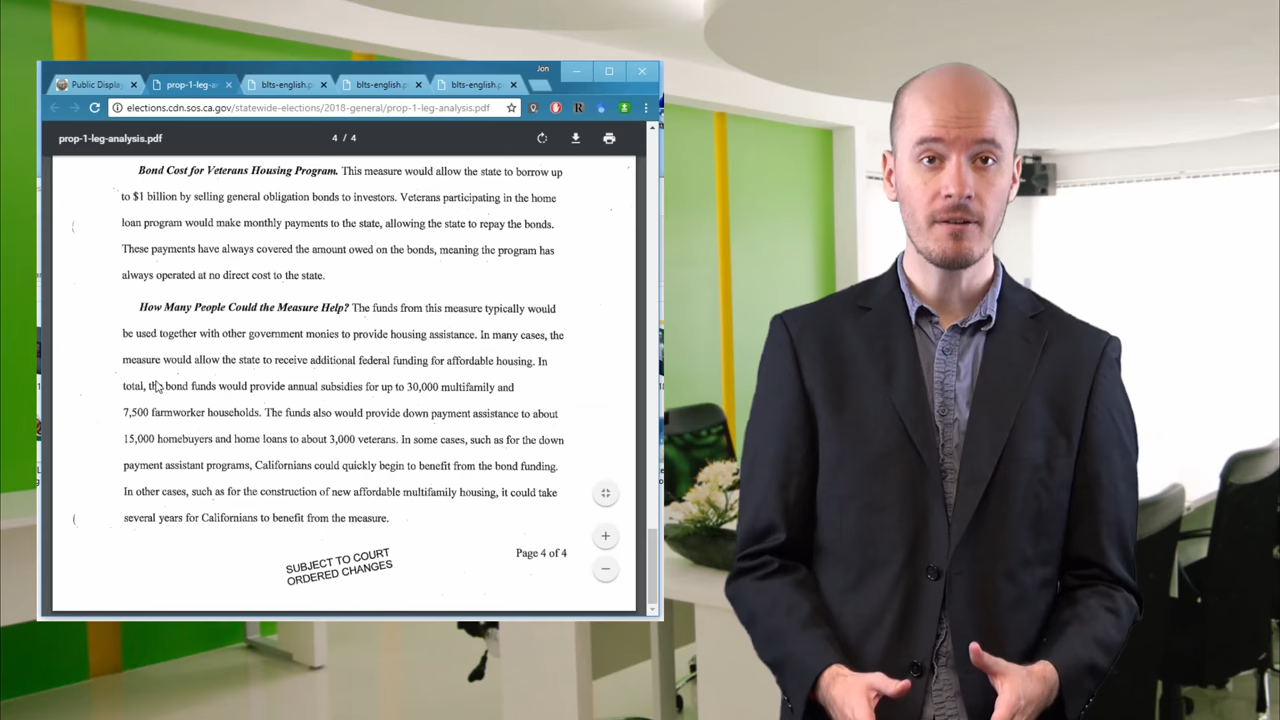 Jon
Public Displa
prop-1-leg-a
blts-english.p
blts-english.p
blts-english.p
elections.cdn.sos.ca.gov/statewide-elections/2018-general/prop-1-leg-analysis.pdf
prop-1-leg-analysis.pdf
4 / 4
Bond Cost for Veterans Housing Program. This measure would allow the state to borrow up
to $1 billion by selling general obligation bonds to investors. Veterans participating in the home
loan program would make monthly payments to the state, allowing the state to repay the bonds.
These payments have always covered the amount owed on the bonds, meaning the program has
always operated at no direct cost to the state.
How Many People Could the Measure Help? The funds from this measure typically would
be used together with other government monies to provide housing assistance. In many cases, the
measure would allow the state to receive additional federal funding for affordable housing. In
total, the bond funds would provide annual subsidies for up to 30,000 multifamily and
7,500 farmworker households. The funds also would provide down payment assistance to about
15,000 homebuyers and home loans to about 3,000 veterans. In some cases, such as for the down
payment assistant programs, Californians could quickly begin to benefit from the bond funding.
In other cases, such as for the construction of new affordable multifamily housing, it could take
several years for Californians to benefit from the measure.
SUBJECT TO COURT
ORDERED CHANGES
Page 4 of 4